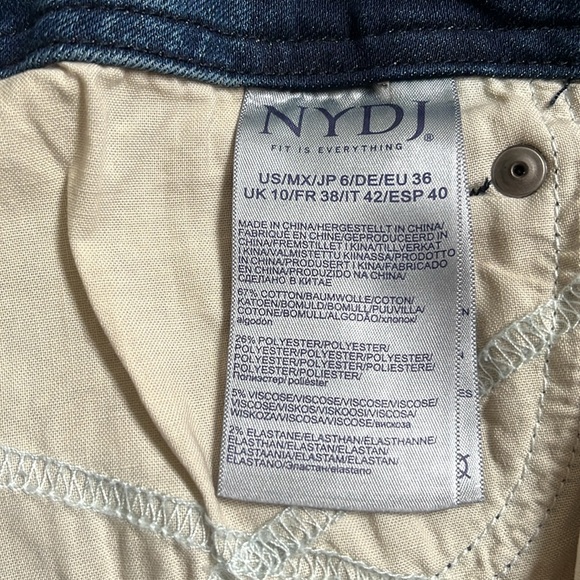 NYDJ®
FIT IS EVERYTHING
US/MX/JP 6/DE/EU 36
UK 10/FR 38/IT 42/ESP 40
MADE IN CHINA/HERGESTELLT IN CHINA/
FABRIQUÉ EN CHINE/GEPRODUCEERD IN
CHINA/FREMSTILLET I KINA/TILLVERKAT
I KINA/VALMISTETTU KIINASSA/PRODOTTO
IN CHINA/PRODUSERT I KINA/FABRICADO
EN CHINA/PRODUZIDO NA CHINA/
СДЕЛАНО В КИТАЕ
67% COTTON/BAUMWOLLE/COTON/
KATOEN/BOMULD/BOMULL/PUUVILLA/
COTONE/BOMULL/ALGODÃO/хлопок/
algodón
26% POLYESTER/POLYESTER/
POLYESTER/POLYESTER/POLYESTER/
POLYESTER/POLYESTER/POLIESTERE/
POLYESTER/POLIESTER/
Полиэстер/poliéster
5% VISCOSE/VISCOSE/VISCOSE/VISCOSE/
VISCOSE/VISKOS/VISKOOSI/VISCOSA/
WISKOZA/VISCOSA/VISCOSE/вискоза
2% ELASTANE/ELASTHAN/ÉLASTHANNE/
ELASTHAN/ELASTAN/ELASTAN/
ELASTAANIA/ELASTAM/ELASTAN/
ELASTANO/Эластан/elastano